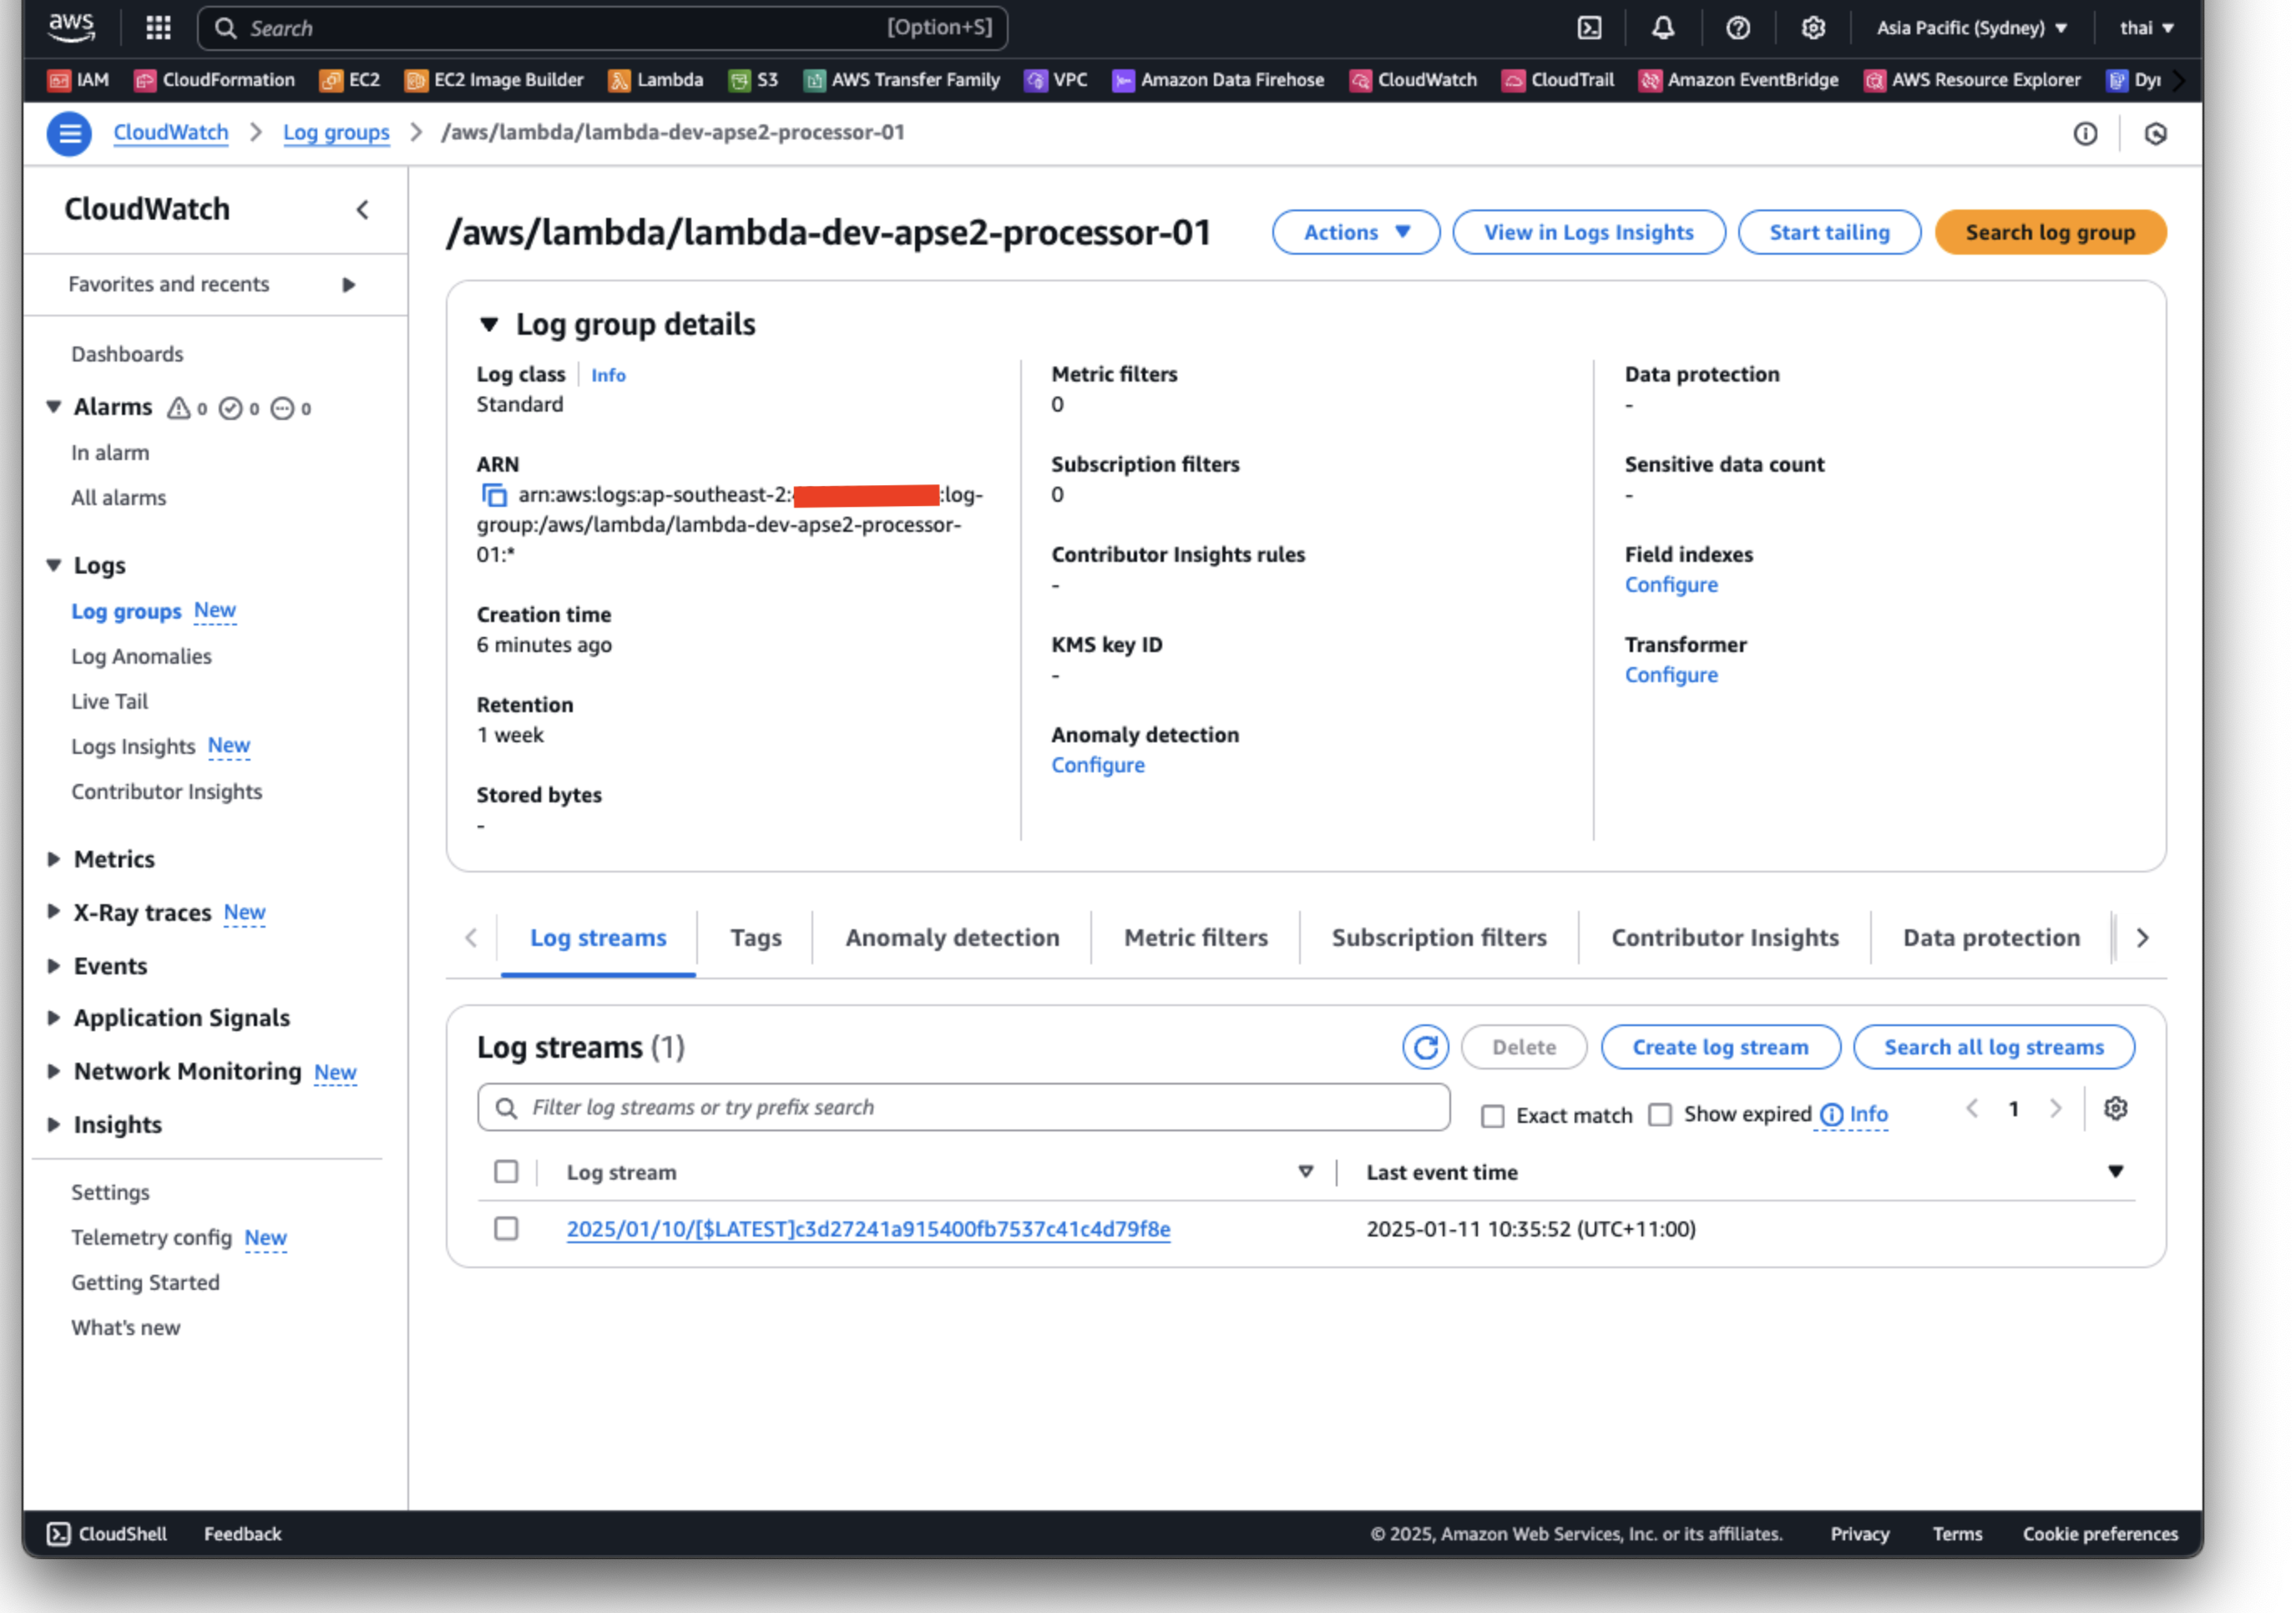 aws
Search [Option+S]
Asia Pacific (Sydney) thai
IAM CloudFormation EC2 EC2 Image Builder Lambda S3 AWS Transfer Family VPC Amazon Data Firehose CloudWatch CloudTrail Amazon EventBridge AWS Resource Explorer Dyn
CloudWatch > Log groups > /aws/lambda/lambda-dev-apse2-processor-01
CloudWatch
Favorites and recents
Dashboards
Alarms 0 0 0
In alarm
All alarms
Logs
Log groups New
Log Anomalies
Live Tail
Logs Insights New
Contributor Insights
Metrics
X-Ray traces New
Events
Application Signals
Network Monitoring New
Insights
Settings
Telemetry config New
Getting Started
What's new
/aws/lambda/lambda-dev-apse2-processor-01
Actions View in Logs Insights Start tailing Search log group
Log group details
Log class Info
Standard
ARN
arn:aws:logs:ap-southeast-2: :log-
group:/aws/lambda/lambda-dev-apse2-processor-
01:*
Creation time
6 minutes ago
Retention
1 week
Stored bytes
-
Metric filters
0
Subscription filters
0
Contributor Insights rules
-
KMS key ID
-
Anomaly detection
Configure
Data protection
-
Sensitive data count
-
Field indexes
Configure
Transformer
Configure
Log streams Tags Anomaly detection Metric filters Subscription filters Contributor Insights Data protection
Log streams (1)
Delete Create log stream Search all log streams
Filter log streams or try prefix search
Exact match Show expired Info 1
Log stream Last event time
2025/01/10/[$LATEST]c3d27241a915400fb7537c41c4d79f8e 2025-01-11 10:35:52 (UTC+11:00)
CloudShell Feedback © 2025, Amazon Web Services, Inc. or its affiliates. Privacy Terms Cookie preferences